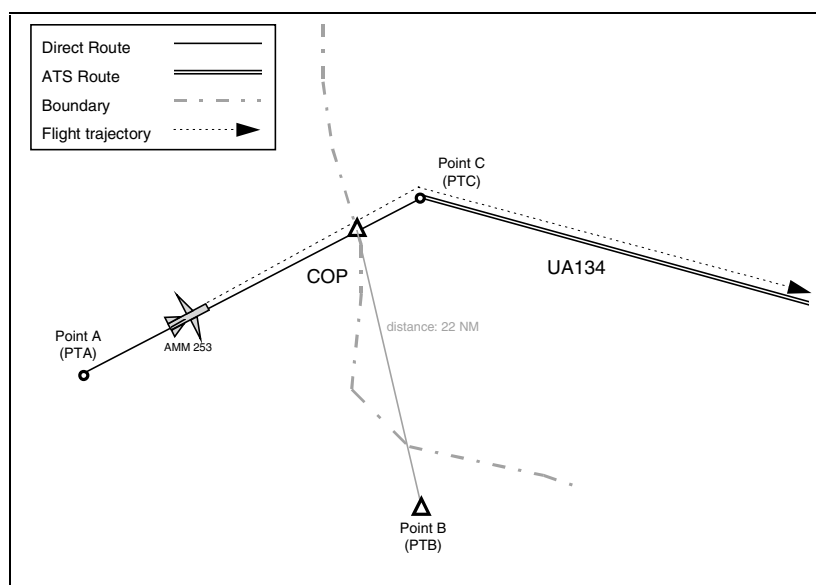 Direct Route
ATS Route
Boundary
Flight trajectory
Point C
(PTC)
COP
UA134
distance: 22 NM
Point A
(PTA)
AMM 253
Point B
(PTB)